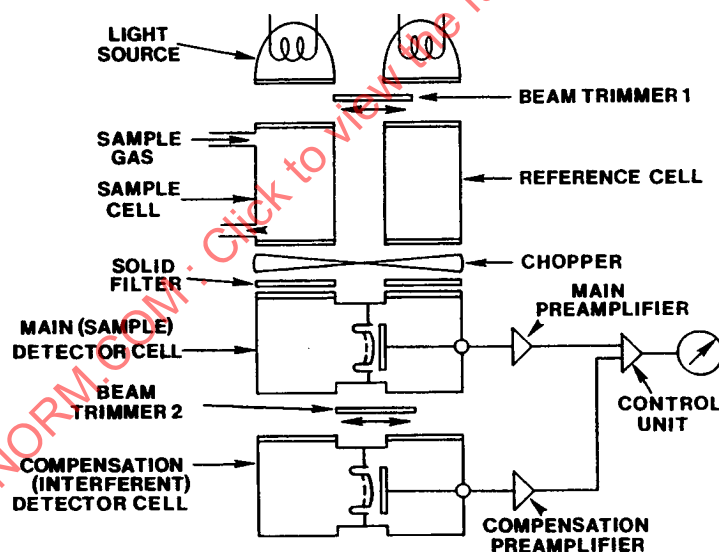 LIGHT
SOURCE
BEAM TRIMMER 1
SAMPLE
GAS
SAMPLE
CELL
REFERENCE CELL
CHOPPER
SOLID
FILTER
MAIN
PREAMPLIFIER
MAIN (SAMPLE)
DETECTOR CELL
BEAM
TRIMMER 2
CONTROL
UNIT
COMPENSATION
(INTERFERENT)
DETECTOR CELL
COMPENSATION
PREAMPLIFIER
NORM.COM : Click to view the